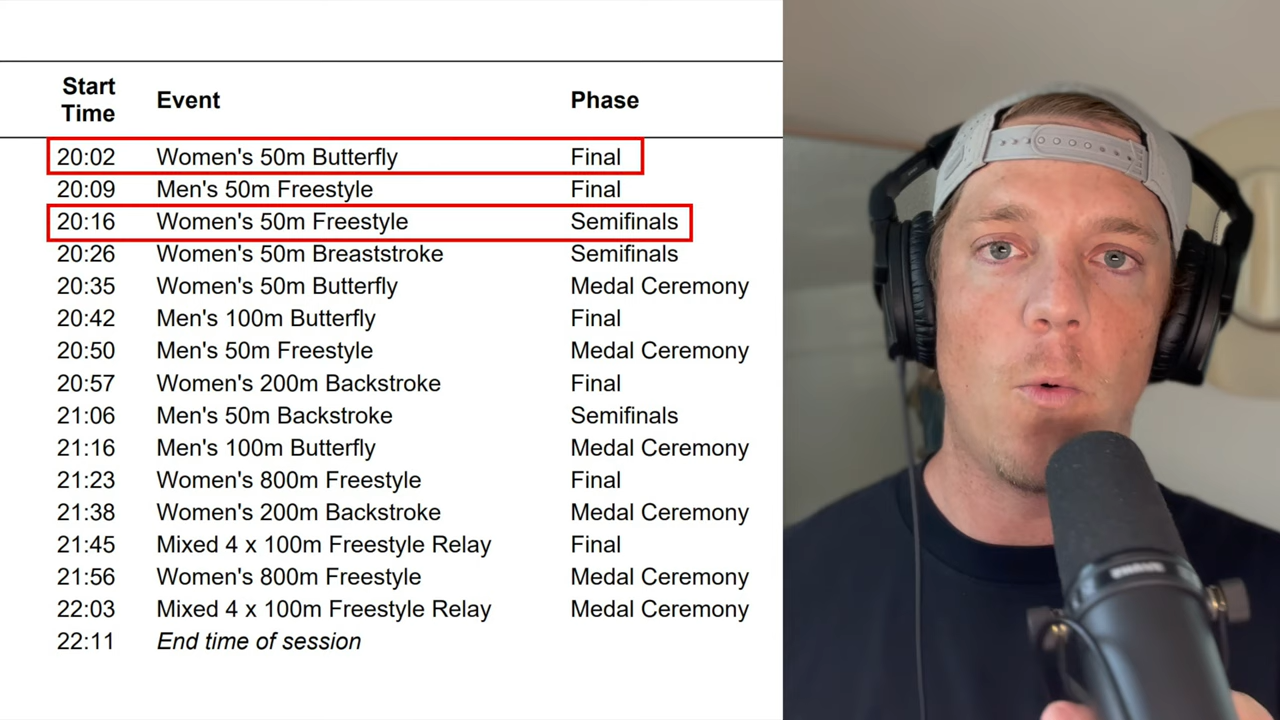 Start Time Event Phase
20:02 Women's 50m Butterfly Final
20:09 Men's 50m Freestyle Final
20:16 Women's 50m Freestyle Semifinals
20:26 Women's 50m Breaststroke Semifinals
20:35 Women's 50m Butterfly Medal Ceremony
20:42 Men's 100m Butterfly Final
20:50 Men's 50m Freestyle Medal Ceremony
20:57 Women's 200m Backstroke Final
21:06 Men's 50m Backstroke Semifinals
21:16 Men's 100m Butterfly Medal Ceremony
21:23 Women's 800m Freestyle Final
21:38 Women's 200m Backstroke Medal Ceremony
21:45 Mixed 4 x 100m Freestyle Relay Final
21:56 Women's 800m Freestyle Medal Ceremony
22:03 Mixed 4 x 100m Freestyle Relay Medal Ceremony
22:11 End time of session